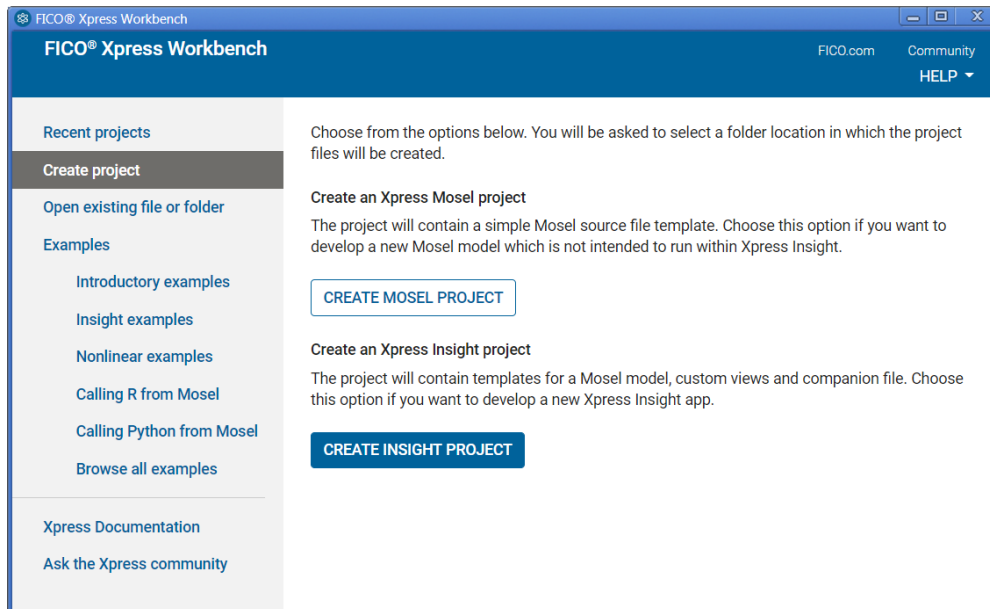 FICO® Xpress Workbench
FICO® Xpress Workbench
FICO.com
Community
HELP
Recent projects
Create project
Open existing file or folder
Examples
Introductory examples
Insight examples
Nonlinear examples
Calling R from Mosel
Calling Python from Mosel
Browse all examples
Xpress Documentation
Ask the Xpress community
Choose from the options below. You will be asked to select a folder location in which the project
files will be created.
Create an Xpress Mosel project
The project will contain a simple Mosel source file template. Choose this option if you want to
develop a new Mosel model which is not intended to run within Xpress Insight.
CREATE MOSEL PROJECT
Create an Xpress Insight project
The project will contain templates for a Mosel model, custom views and companion file. Choose
this option if you want to develop a new Xpress Insight app.
CREATE INSIGHT PROJECT